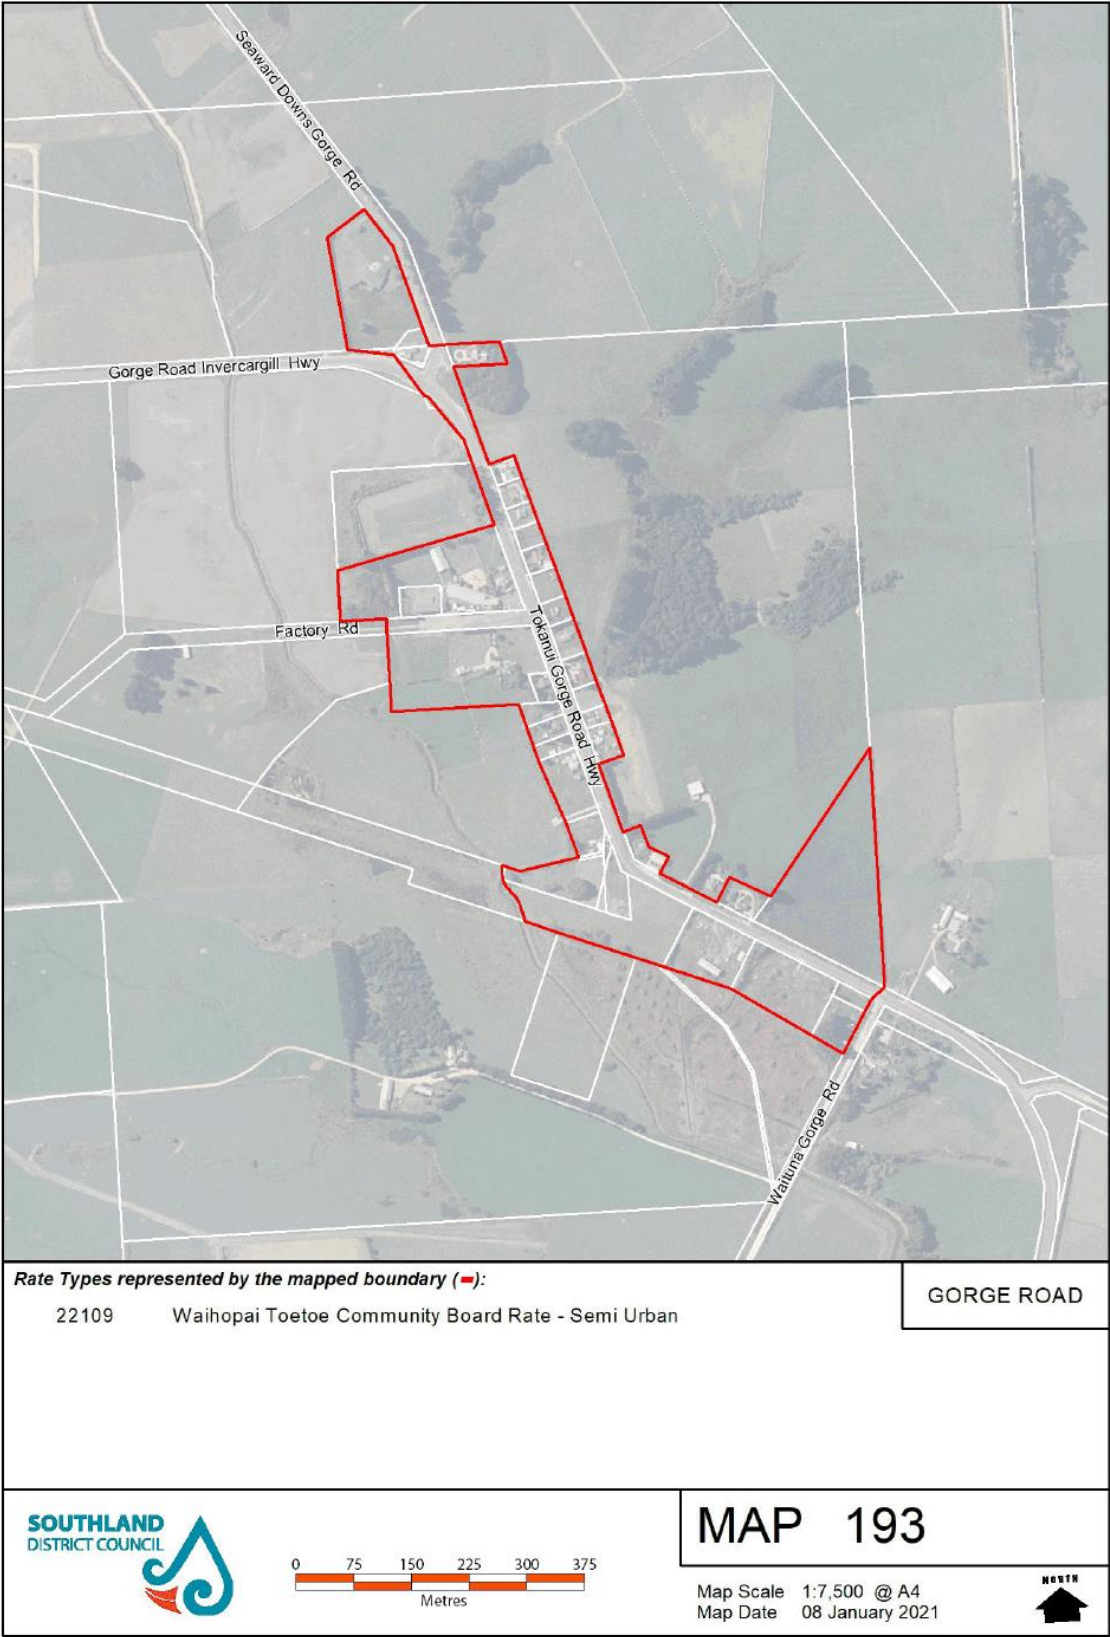 Seaward Downs Gorge Rd
Gorge Road Invercargill Hwy
Factory Rd
Tokanui Gorge Road Hwy
Waituna Gorge Rd
Rate Types represented by the mapped boundary (-):
22109 Waihopai Toetoe Community Board Rate - Semi Urban
GORGE ROAD
SOUTHLAND
DISTRICT COUNCIL
0 75 150 225 300 375
Metres
MAP 193
Map Scale 1:7,500 @ A4
Map Date 08 January 2021
NORTH